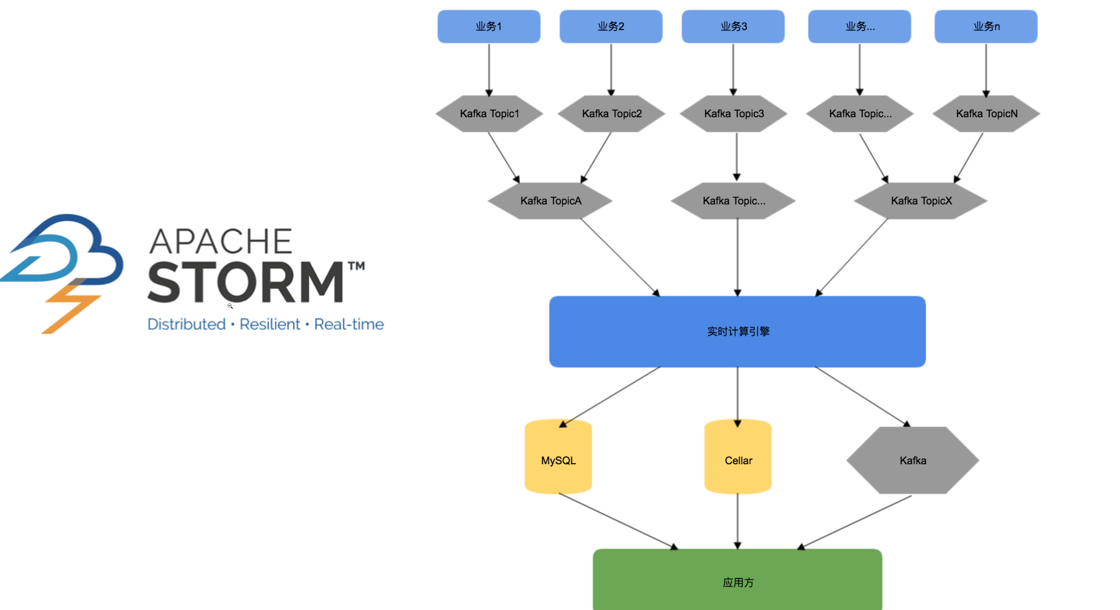 业务1
业务2
业务3
业务...
业务n
Kafka Topic1
Kafka Topic2
Kafka Topic3
Kafka Topic...
Kafka TopicN
Kafka TopicA
Kafka Topic...
Kafka TopicX
APACHE
STORM™
Distributed • Resilient • Real-time
实时计算引擎
MySQL
Cellar
Kafka
应用方